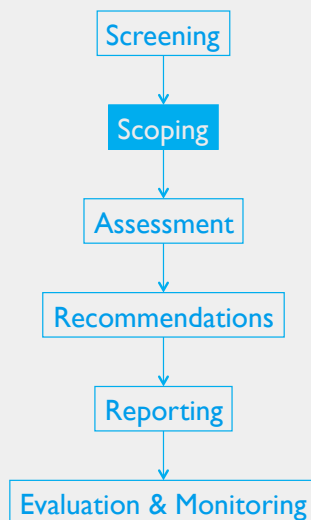 Screening
Scoping
Assessment
Recommendations
Reporting
Evaluation & Monitoring